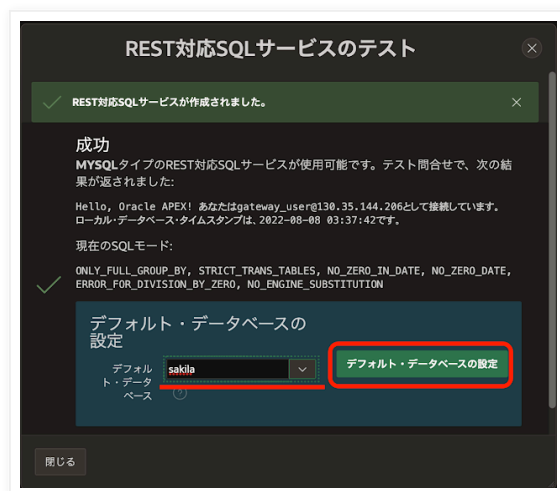 REST対応SQLサービスのテスト
REST対応SQLサービスが作成されました。
成功
MYSQLタイプのREST対応SQLサービスが使用可能です。テスト問合せで、次の結
果が返されました:
Hello, Oracle APEX! あなたはgateway_user@130.35.144.206として接続しています。
ローカル・データベース・タイムスタンプは、2022-08-08 03:37:42です。
現在のSQLモード:
ONLY_FULL_GROUP_BY, STRICT_TRANS_TABLES, NO_ZERO_IN_DATE, NO_ZERO_DATE,
ERROR_FOR_DIVISION_BY_ZERO, NO_ENGINE_SUBSTITUTION
デフォルト・データベースの
設定
デフォル
ト・データ
ベース
sakila
?
デフォルト・データベースの設定
閉じる